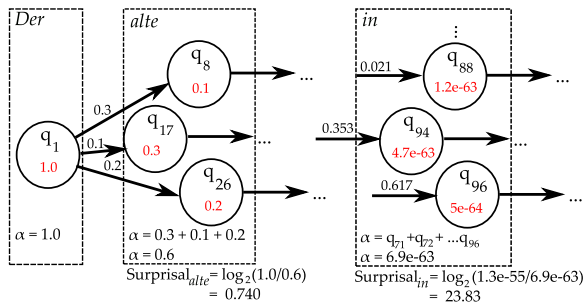 Der
alte
in
q8
0.1
...
0.3
q1
1.0
0.1
q17
0.3
...
0.2
q26
0.2
...
α = 1.0
α = 0.3 + 0.1 + 0.2
α = 0.6
Surprisal_alte = log2(1.0/0.6)
= 0.740
...
0.021
q88
1.2e-63
...
0.353
q94
4.7e-63
...
0.617
q96
5e-64
...
α = q71+q72+ ...q96
α = 6.9e-63
Surprisal_in = log2(1.3e-55/6.9e-63)
= 23.83